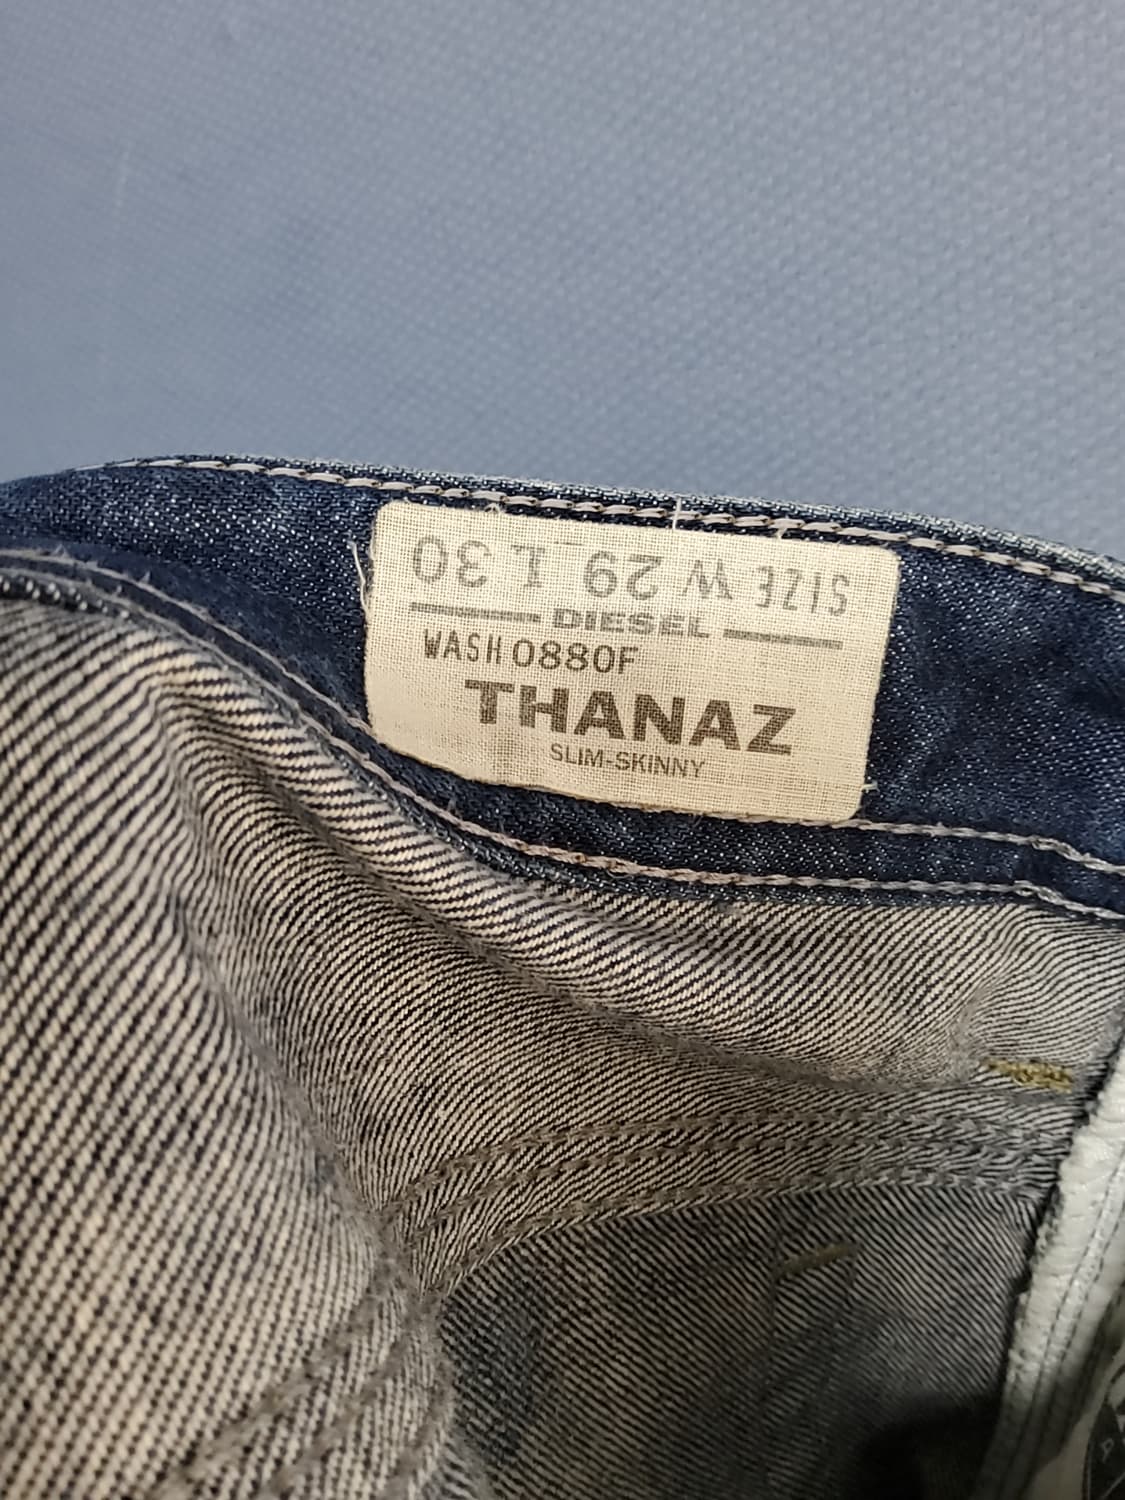 SIZE W 29 L 30
DIESEL
WASH 0880F
THANAZ
SLIM-SKINNY